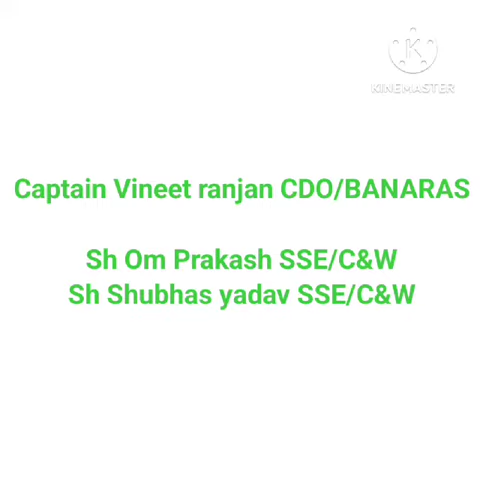 KINEMASTER
Captain Vineet ranjan CDO/BANARAS
Sh Om Prakash SSE/C&W
Sh Shubhas yadav SSE/C&W